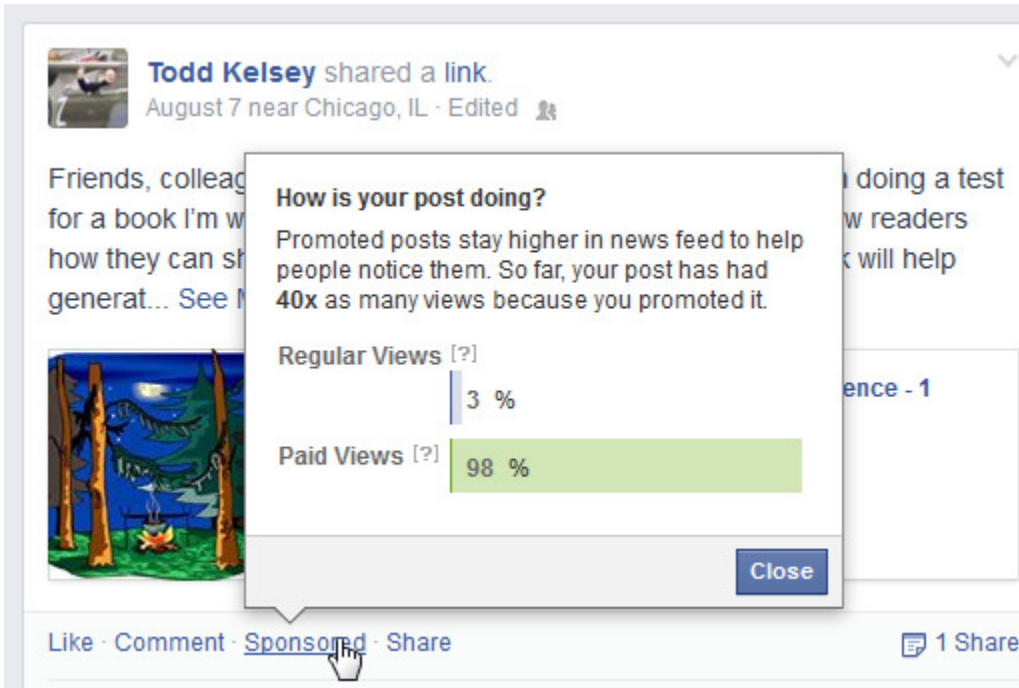 Todd Kelsey shared a link.
August 7 near Chicago, IL · Edited
Friends, colleag
doing a test
for a book I'm w
w readers
how they can sh
will help
generat... See
How is your post doing?
Promoted posts stay higher in news feed to help
people notice them. So far, your post has had
40x as many views because you promoted it.
Regular Views [?]
3 %
Paid Views [?]
98 %
ence - 1
Close
Like · Comment · Sponsored · Share
1 Share